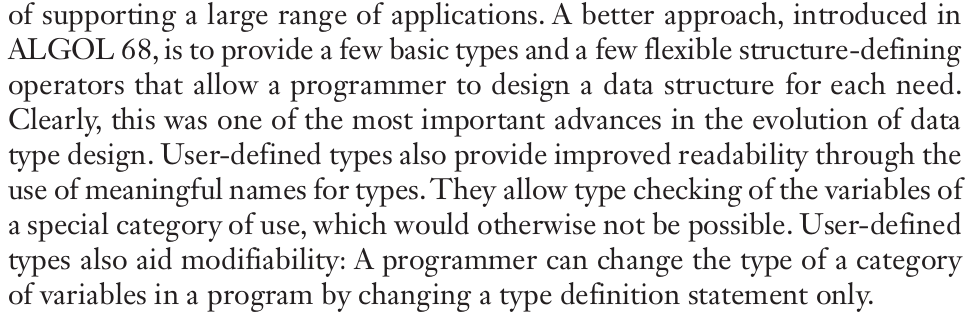 of supporting a large range of applications. A better approach, introduced in
ALGOL 68, is to provide a few basic types and a few flexible structure-defining
operators that allow a programmer to design a data structure for each need.
Clearly, this was one of the most important advances in the evolution of data
type design. User-defined types also provide improved readability through the
use of meaningful names for types. They allow type checking of the variables of
a special category of use, which would otherwise not be possible. User-defined
types also aid modifiability: A programmer can change the type of a category
of variables in a program by changing a type definition statement only.